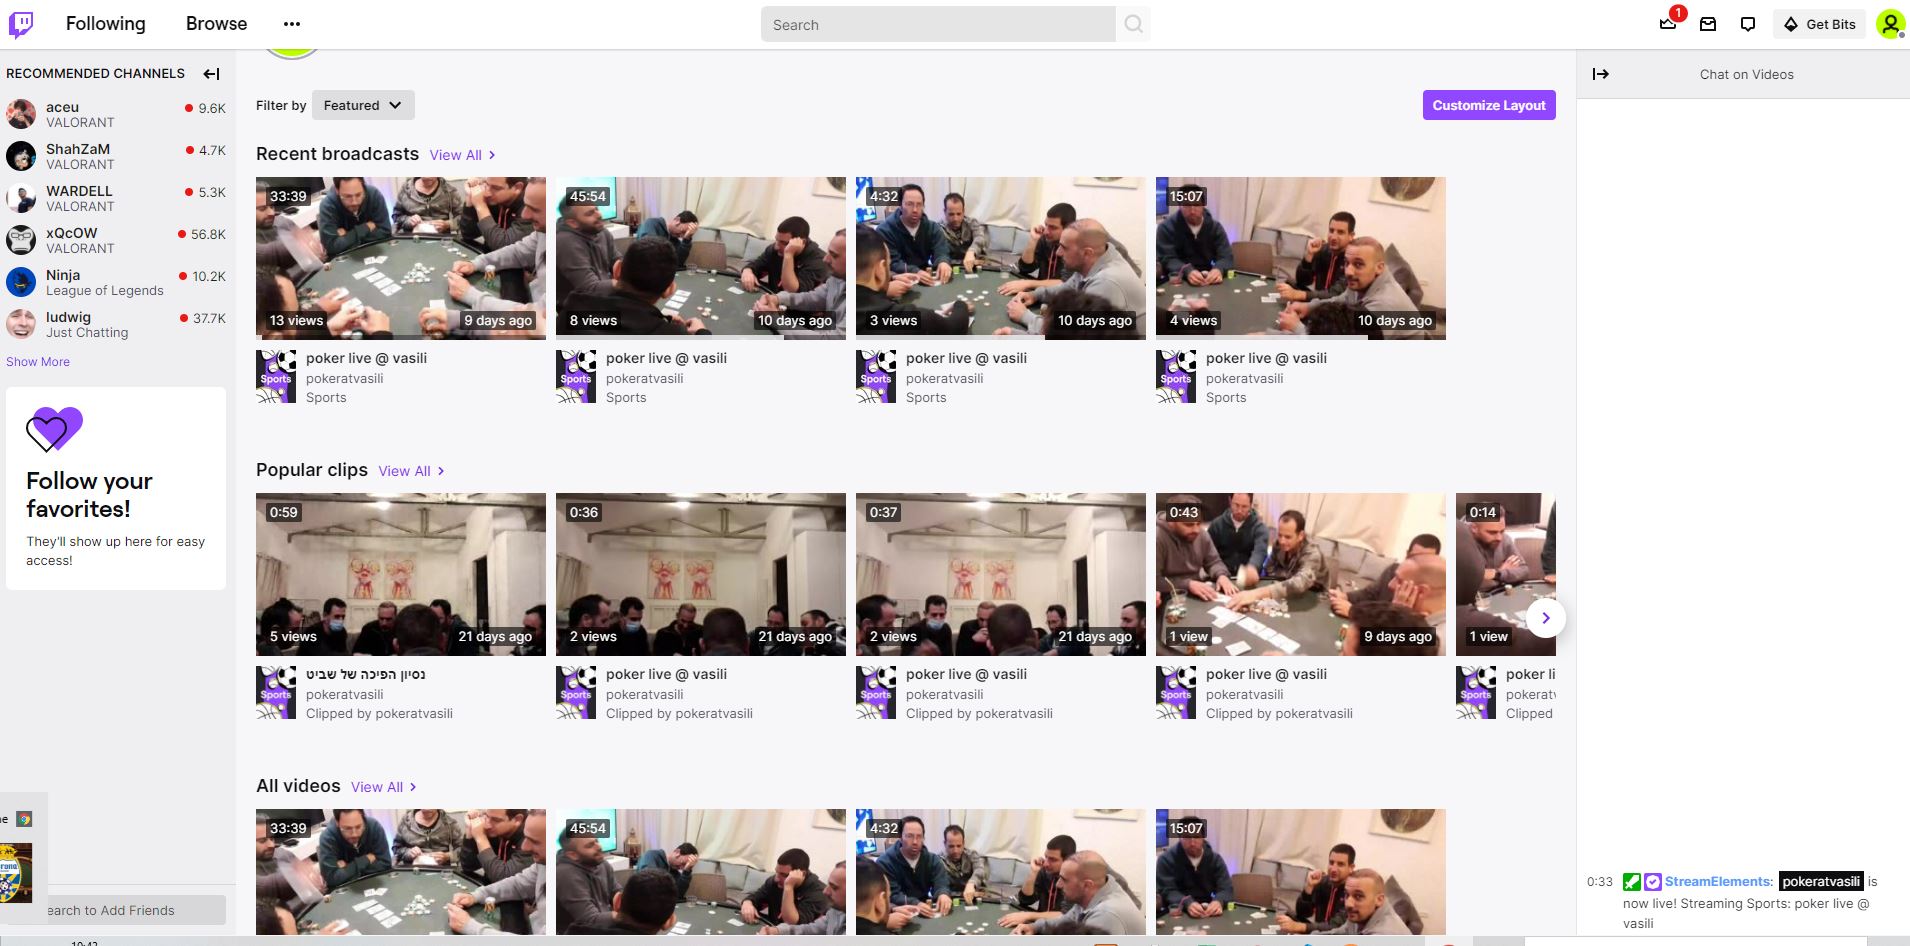 Following
Browse
Search
1
Get Bits
RECOMMENDED CHANNELS
aceu
9.6K
VALORANT
ShahZaM
4.7K
VALORANT
WARDELL
5.3K
VALORANT
xQcOW
56.8K
VALORANT
Ninja
10.2K
League of Legends
ludwig
37.7K
Just Chatting
Show More
Follow your
favorites!
They'll show up here for easy
access!
earch to Add Friends
Filter by
Featured
Customize Layout
Recent broadcasts
View All
33:39
13 views
9 days ago
Sports
poker live @ vasili
pokeratvasili
Sports
45:54
8 views
10 days ago
Sports
poker live @ vasili
pokeratvasili
Sports
4:32
3 views
10 days ago
Sports
poker live @ vasili
pokeratvasili
Sports
15:07
4 views
10 days ago
Sports
poker live @ vasili
pokeratvasili
Sports
Popular clips
View All
0:59
5 views
21 days ago
Sports
נסיון הפיכה של שביט
pokeratvasili
Clipped by pokeratvasili
0:36
2 views
21 days ago
Sports
poker live @ vasili
pokeratvasili
Clipped by pokeratvasili
0:37
2 views
21 days ago
Sports
poker live @ vasili
pokeratvasili
Clipped by pokeratvasili
0:43
1 view
9 days ago
Sports
poker live @ vasili
pokeratvasili
Clipped by pokeratvasili
0:14
1 view
Sports
poker li
pokerat
Clipped
All videos
View All
33:39
45:54
4:32
15:07
Chat on Videos
0:33 StreamElements: pokeratvasili is
now live! Streaming Sports: poker live @
vasili